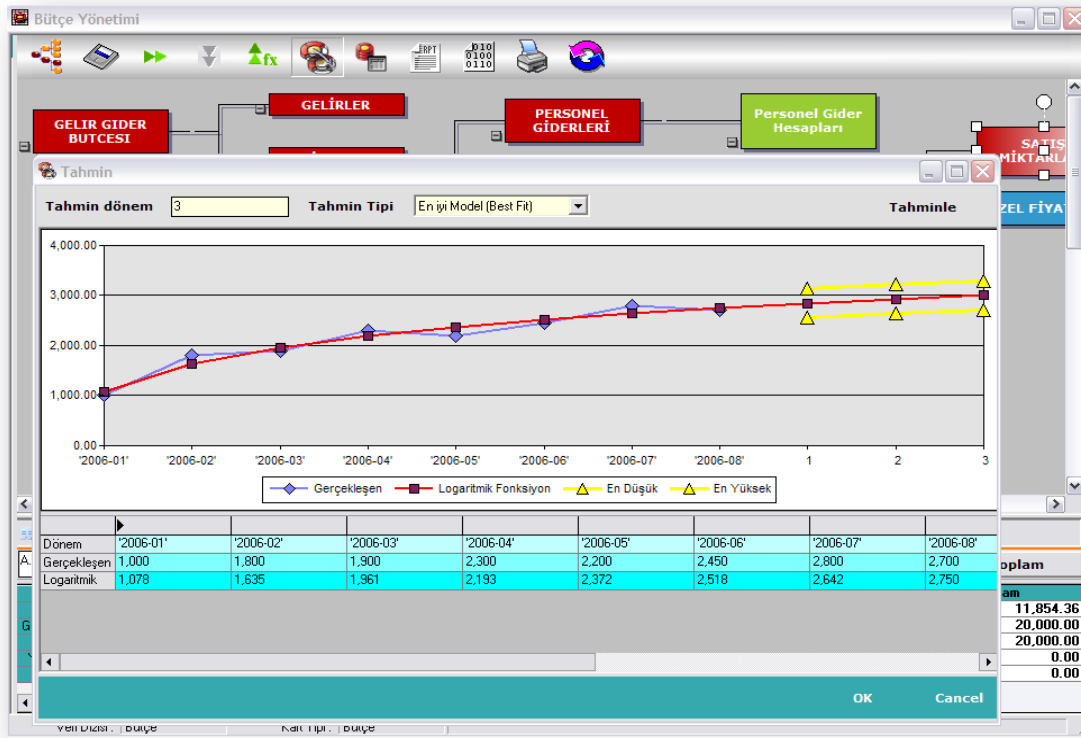 Bütçe Yönetimi
GELIR GIDER
BUTCESI
GELİRLER
PERSONEL
GİDERLERİ
Personel Gider
Hesapları
SATIŞ
MİKTARLA
ZEL FİYA
Tahmin
Tahmin dönem 3 Tahmin Tipi En iyi Model (Best Fit) Tahminle
4,000.00
3,000.00
2,000.00
1,000.00
0.00
'2006-01' '2006-02' '2006-03' '2006-04' '2006-05' '2006-06' '2006-07' '2006-08' 1 2 3
Gerçekleşen Logaritmik Fonksiyon En Düşük En Yüksek
Dönem '2006-01' '2006-02' '2006-03' '2006-04' '2006-05' '2006-06' '2006-07' '2006-08'
Gerçekleşen 1,000 1,800 1,900 2,300 2,200 2,450 2,800 2,700
Logaritmik 1,078 1,635 1,961 2,193 2,372 2,518 2,642 2,750
oplam
am
11,854.36
20,000.00
20,000.00
0.00
0.00
OK Cancel
Veri Dizisi : Bütçe Kart Tipi : Bütçe